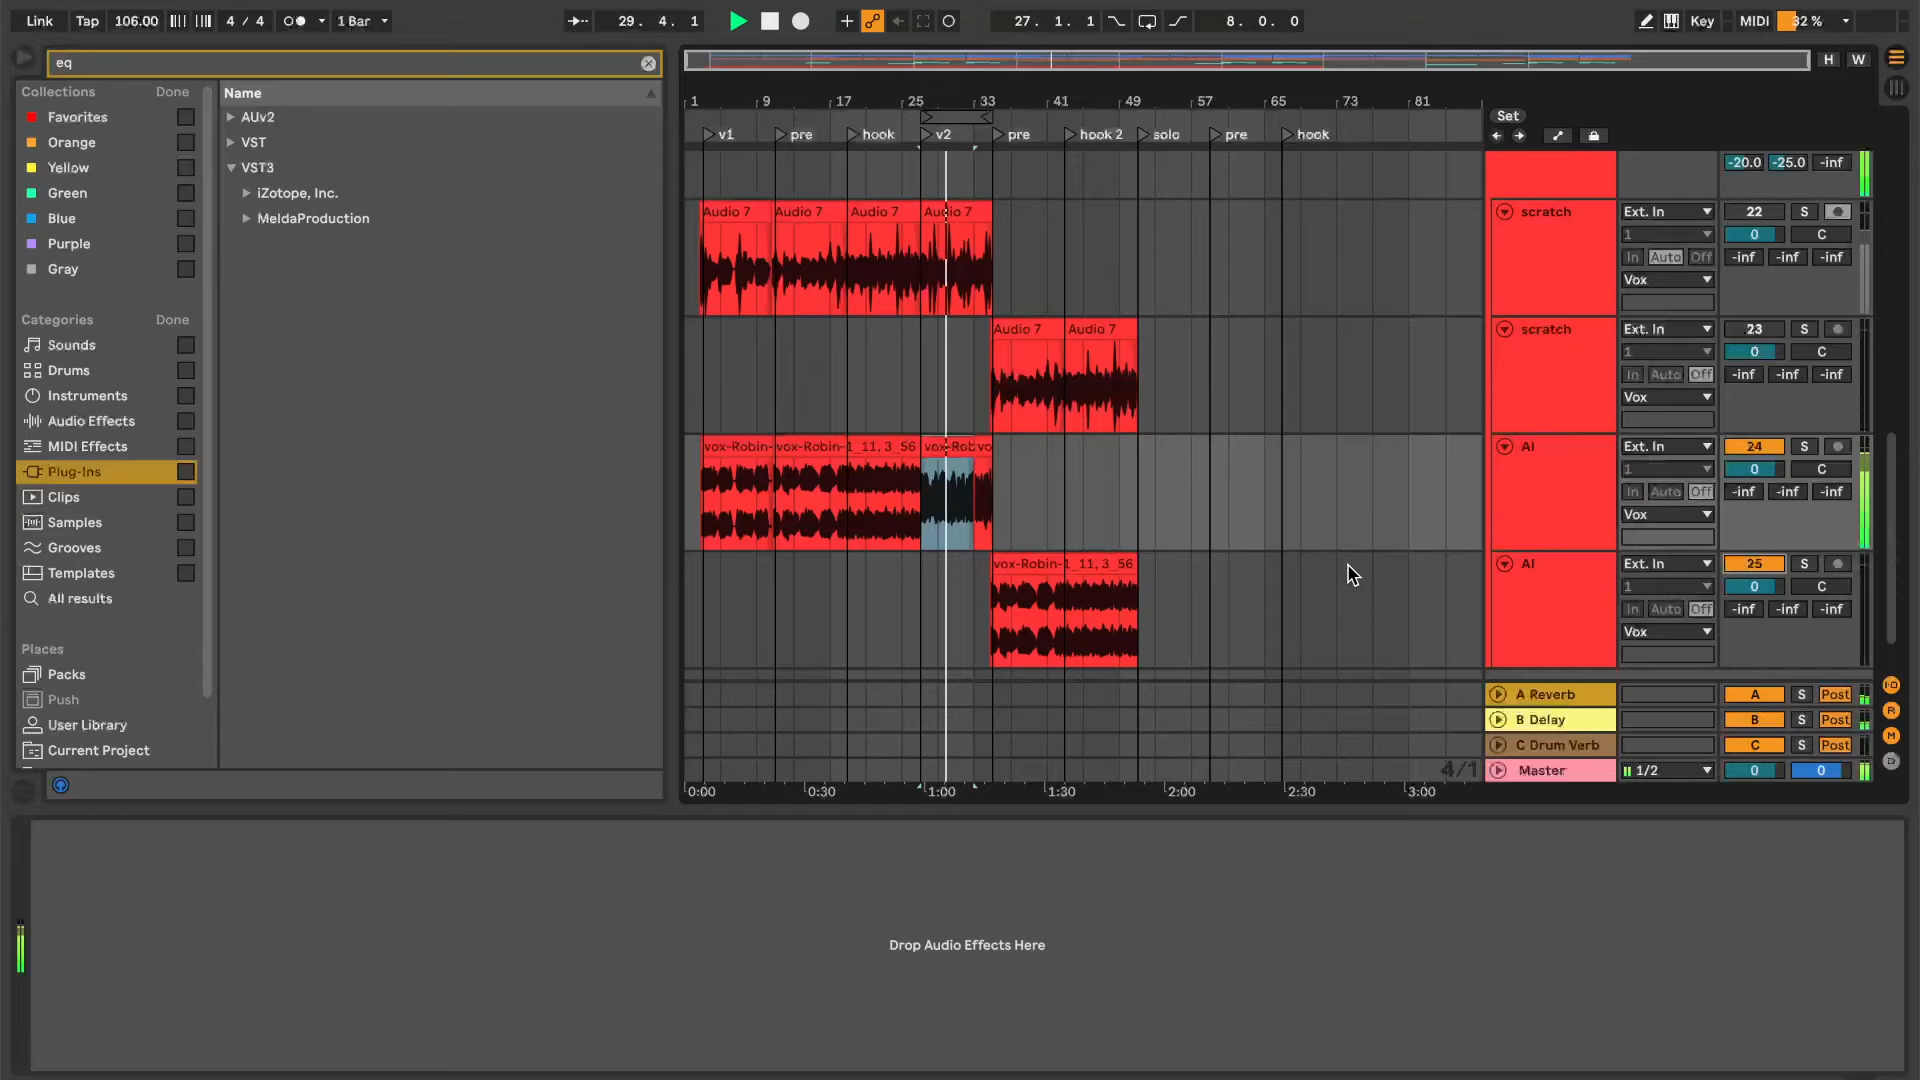 Link Tap 106.00 4 / 4 1 Bar 29. 4. 1 27. 1. 1 8. 0. 0 Key MIDI 32 %
eq
H W
Collections Done
Name
Favorites
Orange
Yellow
Green
Blue
Purple
Gray
Categories Done
Sounds
Drums
Instruments
Audio Effects
MIDI Effects
Plug-Ins
Clips
Samples
Grooves
Templates
All results
Places
Packs
Push
User Library
Current Project
AUv2
VST
VST3
iZotope, Inc.
MeldaProduction
1 9 17 25 33 41 49 57 65 73 81
Set
v1 pre hook v2 pre hook 2 solo pre hook
-20.0 -25.0 -inf
Audio 7 Audio 7 Audio 7 Audio 7
scratch Ext. In 22 S
1 0 C
In Auto Off -inf -inf -inf
Vox
Audio 7 Audio 7
scratch Ext. In 23 S
1 0 C
In Auto Off -inf -inf -inf
Vox
vox-Robin- vox-Robin-1_11, 3_56 vox-Rob vo
AI Ext. In 24 S
1 0 C
In Auto Off -inf -inf -inf
Vox
vox-Robin-1_11, 3_56
AI Ext. In 25 S
1 0 C
In Auto Off -inf -inf -inf
Vox
A Reverb A S Post
B Delay B S Post
C Drum Verb C S Post
4/1
Master 1/2 0 0
0:00 0:30 1:00 1:30 2:00 2:30 3:00
I·O
R
M
D
Drop Audio Effects Here